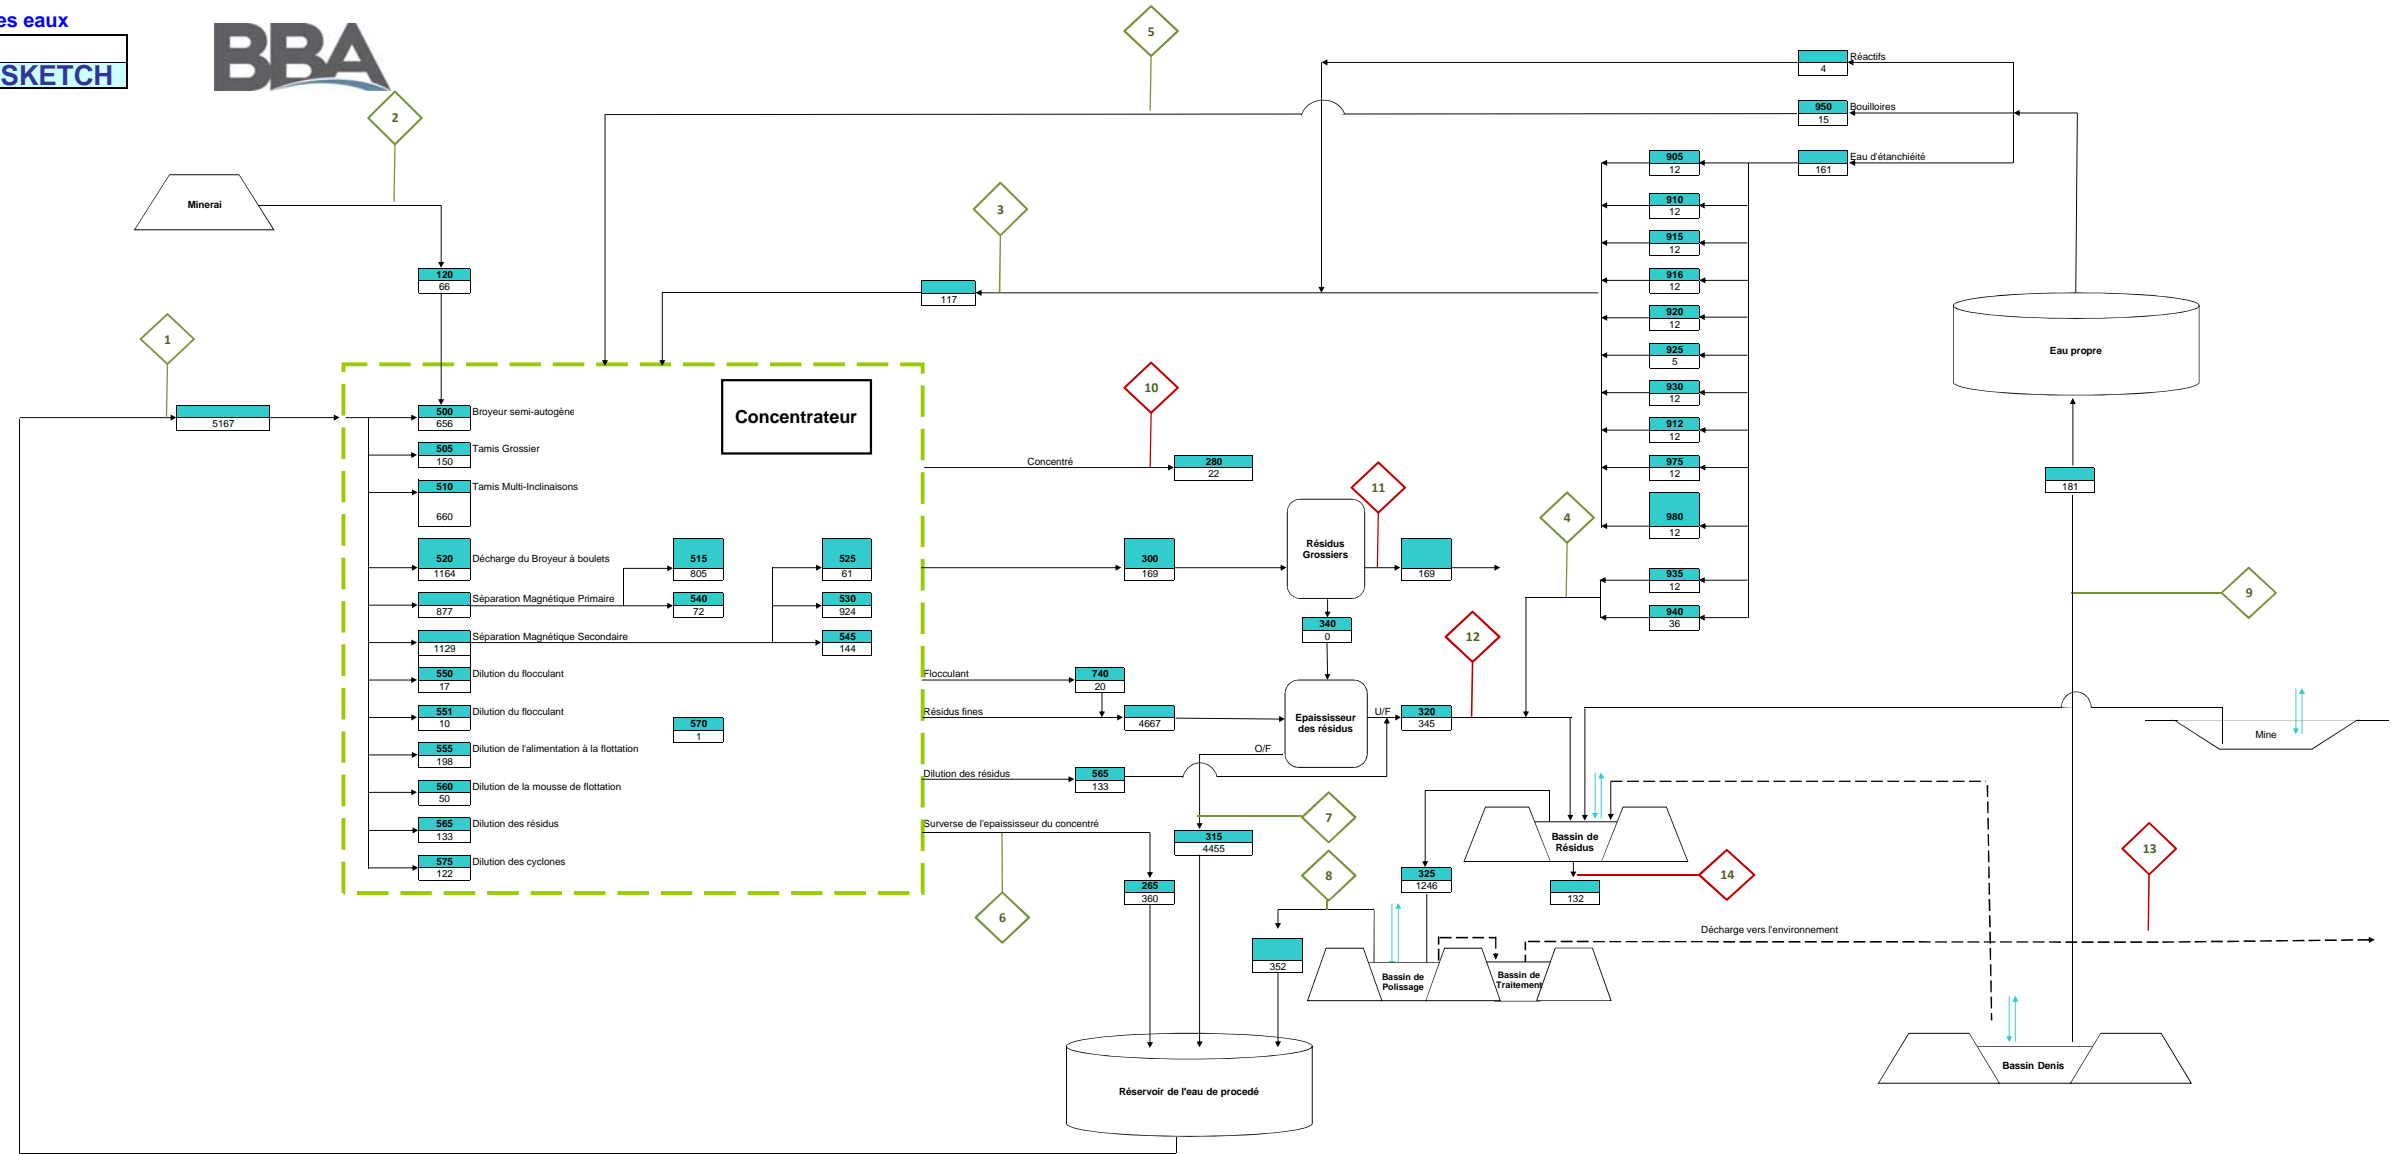 es eaux
SKETCH
BBA
5
2
Réactifs
4
950
Bouilloires
15
Eau d'étanchiéité
161
905
12
910
12
915
12
916
12
920
12
925
5
930
12
912
12
975
12
980
12
935
12
940
36
Minerai
3
120
66
117
1
5167
Eau propre
181
9
Concentrateur
500
Broyeur semi-autogène
656
505
Tamis Grossier
150
510
Tamis Multi-Inclinaisons
660
520
Décharge du Broyeur à boulets
1164
515
805
525
61
Séparation Magnétique Primaire
877
540
72
530
924
Séparation Magnétique Secondaire
1129
545
144
550
Dilution du flocculant
17
551
Dilution du flocculant
10
570
1
555
Dilution de l'alimentation à la flottation
198
560
Dilution de la mousse de flottation
50
565
Dilution des résidus
133
575
Dilution des cyclones
122
10
Concentré
280
22
11
4
300
169
Résidus
Grossiers
169
340
0
12
Flocculant
740
20
Résidus fines
4667
Epaississeur
des résidus
U/F
320
345
O/F
Dilution des résidus
565
133
Mine
7
Surverse de l'epaississeur du concentré
315
4455
Bassin de
Résidus
13
8
325
1246
14
132
265
360
6
352
Décharge vers l'environnement
Bassin de
Polissage
Bassin de
Traitement
Bassin Denis
Réservoir de l'eau de procedé